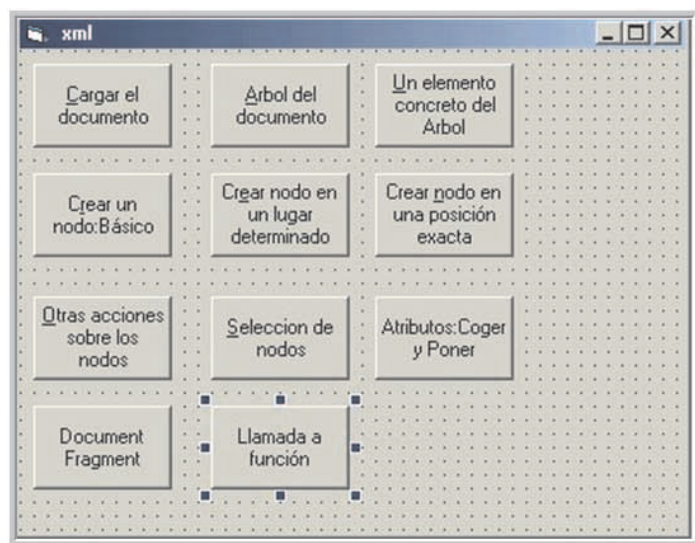 xml
Cargar el
documento
Arbol del
documento
Un elemento
concreto del
Arbol
Crear un
nodo:Básico
Crear nodo en
un lugar
determinado
Crear nodo en
una posición
exacta
Otras acciones
sobre los
nodos
Seleccion de
nodos
Atributos:Coger
y Poner
Document
Fragment
Llamada a
función